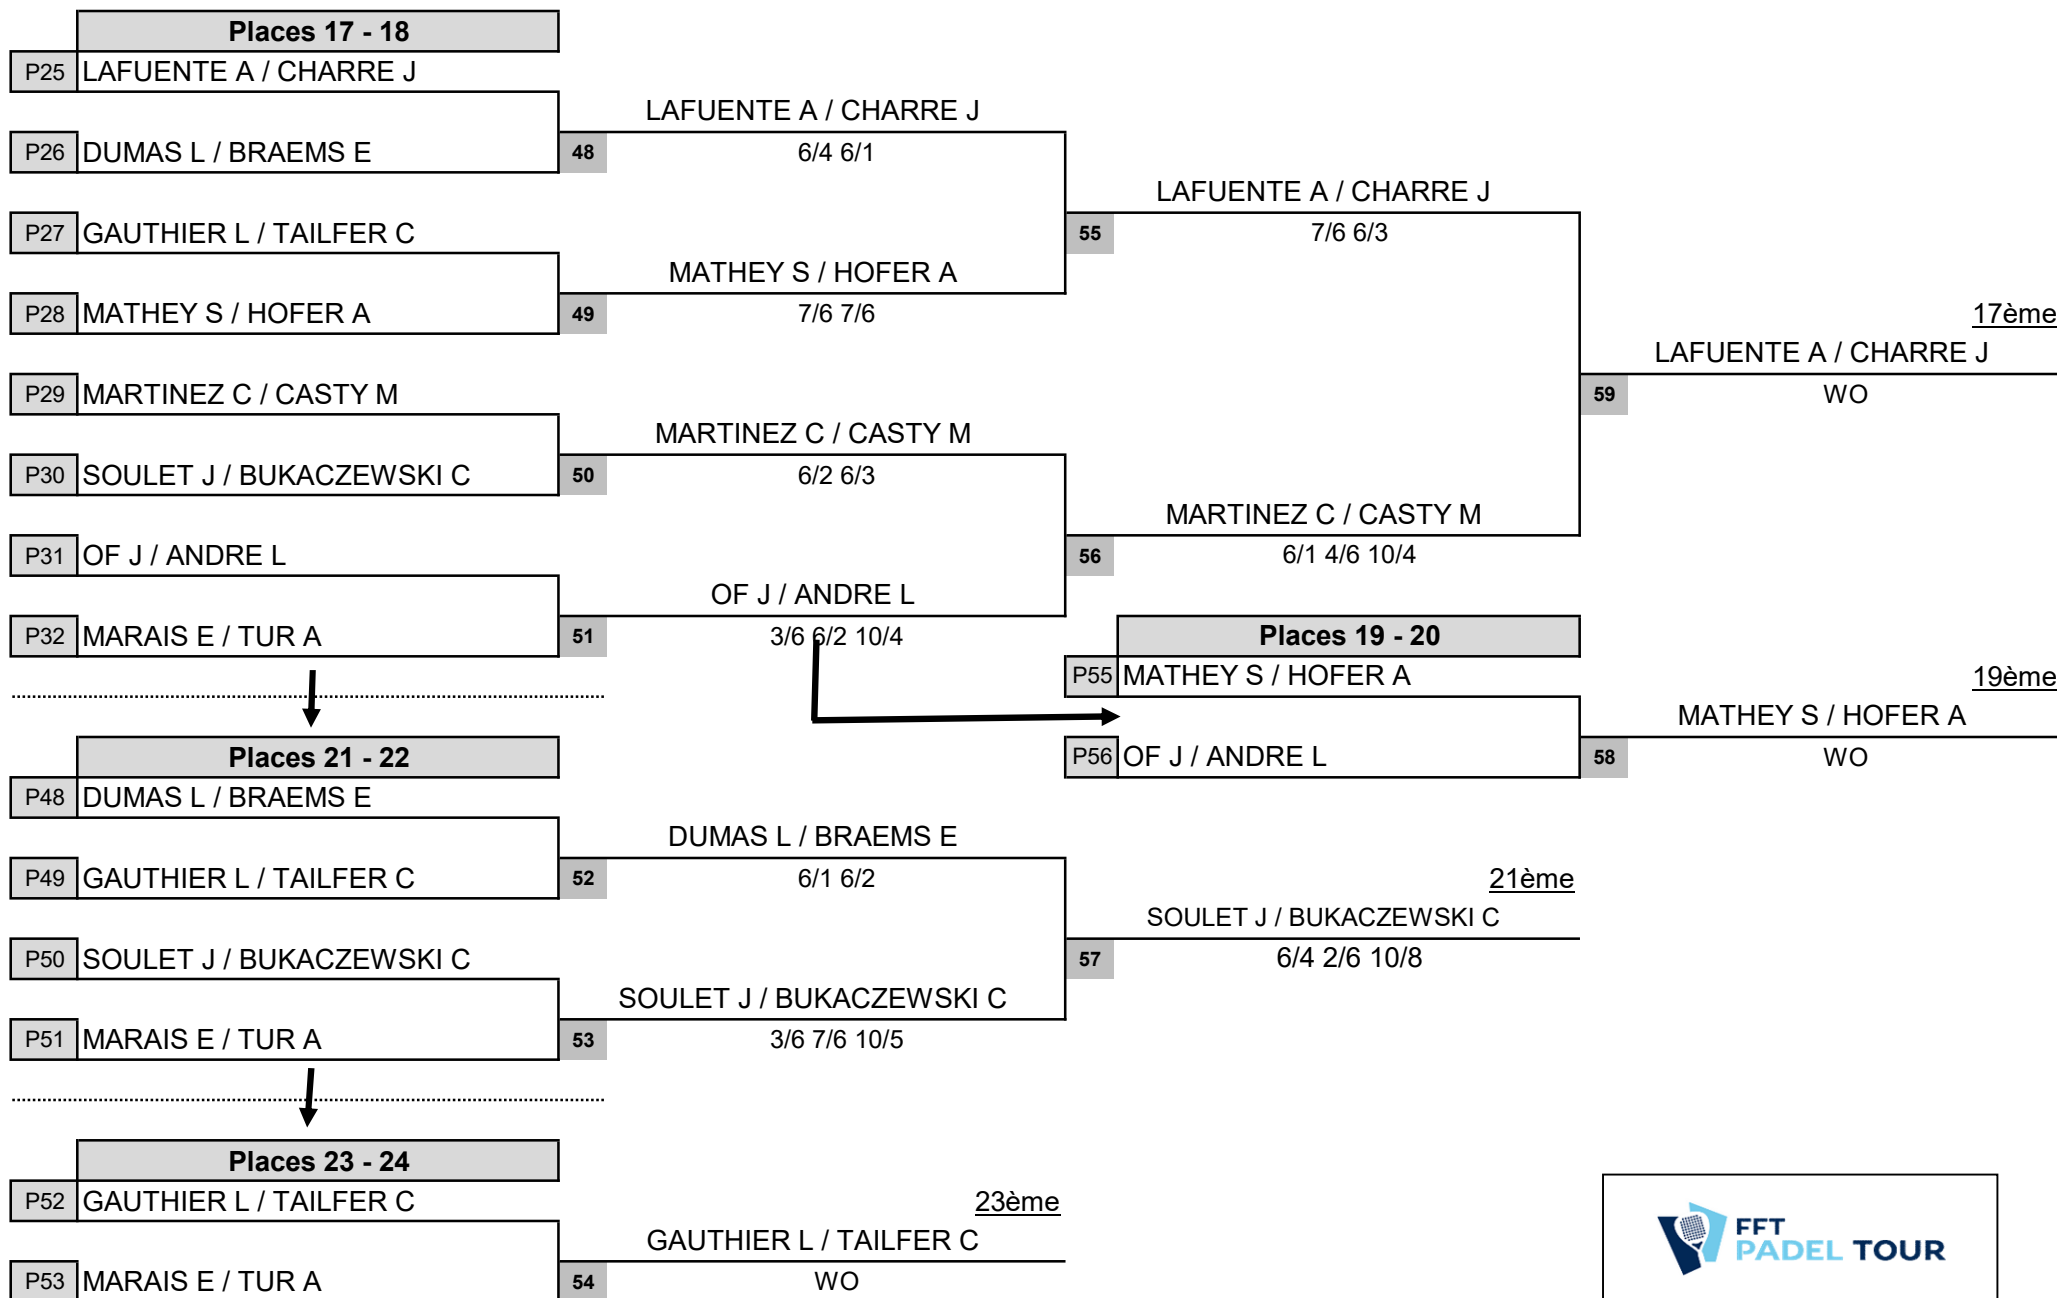 Places 17 - 18
P25 LAFUENTE A / CHARRE J
LAFUENTE A / CHARRE J
P26 DUMAS L / BRAEMS E 48 6/4 6/1
LAFUENTE A / CHARRE J
P27 GAUTHIER L / TAILFER C 55 7/6 6/3
MATHEY S / HOFER A
P28 MATHEY S / HOFER A 49 7/6 7/6 17ème
LAFUENTE A / CHARRE J
P29 MARTINEZ C / CASTY M 59 WO
MARTINEZ C / CASTY M
P30 SOULET J / BUKACZEWSKI C 50 6/2 6/3
MARTINEZ C / CASTY M
P31 OF J / ANDRE L 56 6/1 4/6 10/4
OF J / ANDRE L
P32 MARAIS E / TUR A 51 3/6 6/2 10/4 Places 19 - 20
P55 MATHEY S / HOFER A 19ème
MATHEY S / HOFER A
Places 21 - 22 P56 OF J / ANDRE L 58 WO
P48 DUMAS L / BRAEMS E
DUMAS L / BRAEMS E
P49 GAUTHIER L / TAILFER C 52 6/1 6/2 21ème
SOULET J / BUKACZEWSKI C
P50 SOULET J / BUKACZEWSKI C 57 6/4 2/6 10/8
SOULET J / BUKACZEWSKI C
P51 MARAIS E / TUR A 53 3/6 7/6 10/5
Places 23 - 24
P52 GAUTHIER L / TAILFER C 23ème
GAUTHIER L / TAILFER C
P53 MARAIS E / TUR A 54 WO
FFT
PADEL TOUR